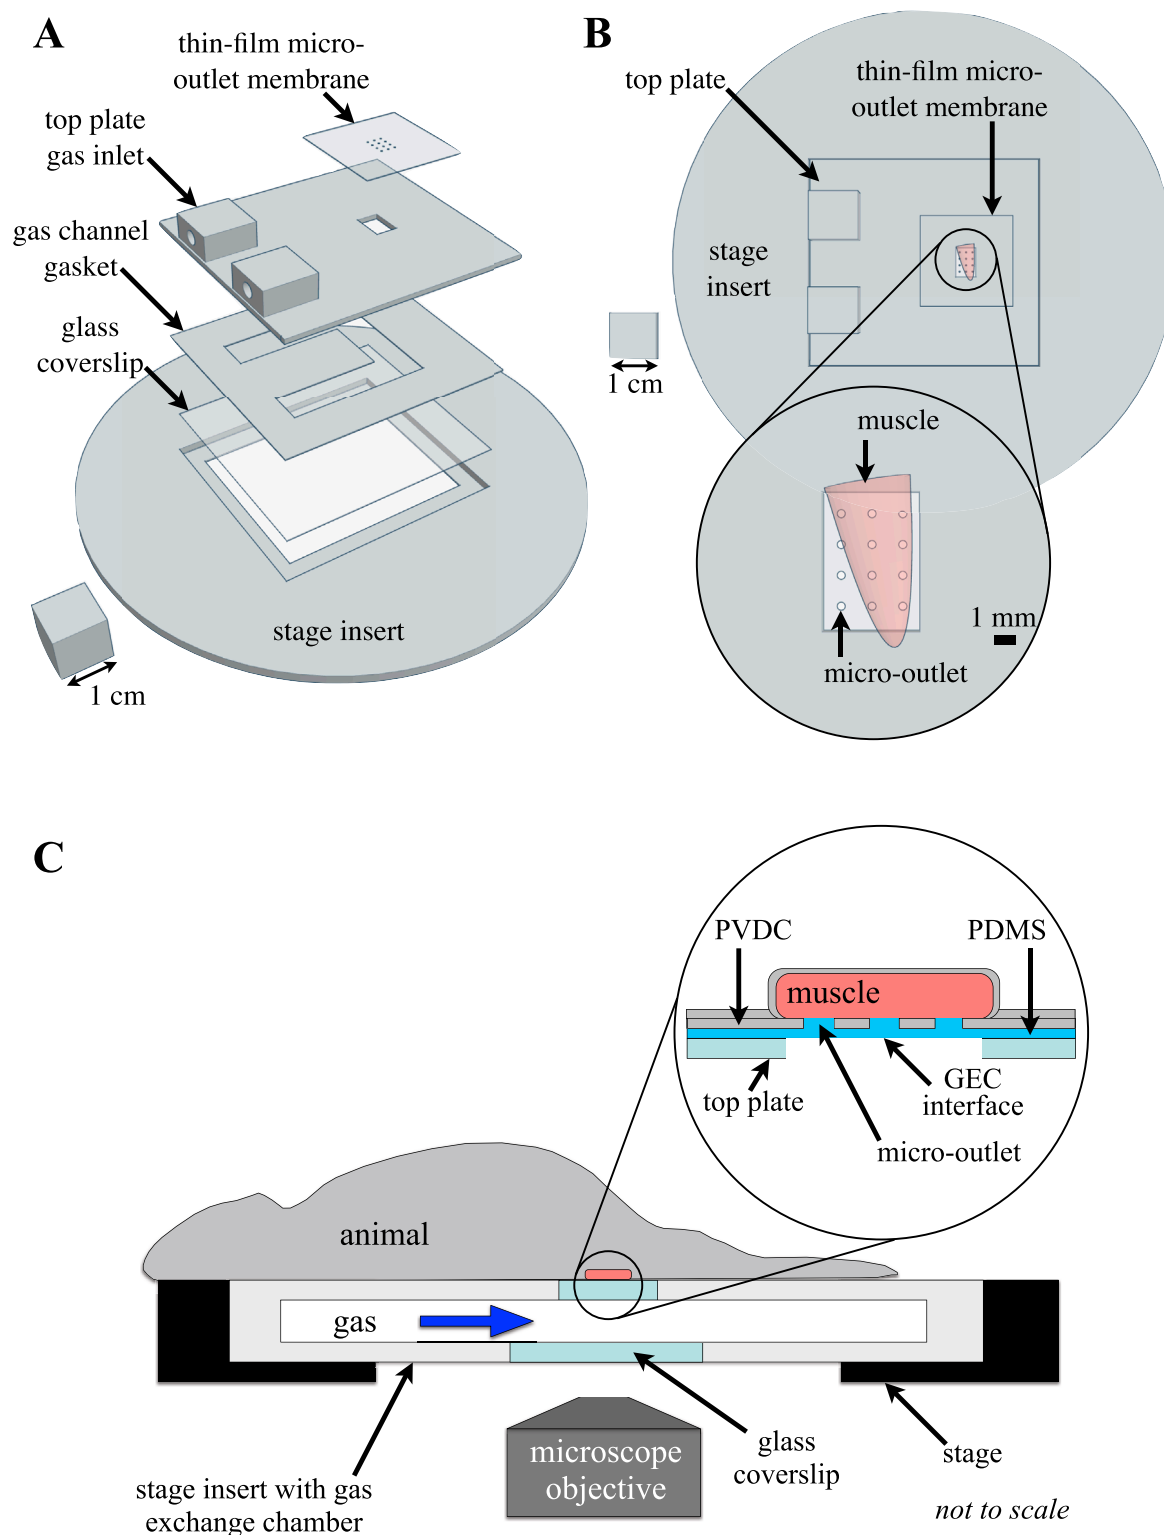 A
thin-film micro-
outlet membrane
top plate
gas inlet
gas channel
gasket
glass
coverslip
stage insert
1 cm
B
top plate
thin-film micro-
outlet membrane
stage
insert
1 cm
muscle
1 mm
micro-outlet
C
PVDC
PDMS
muscle
top plate
GEC
interface
micro-outlet
animal
gas
microscope
objective
glass
coverslip
stage
stage insert with gas
exchange chamber
not to scale